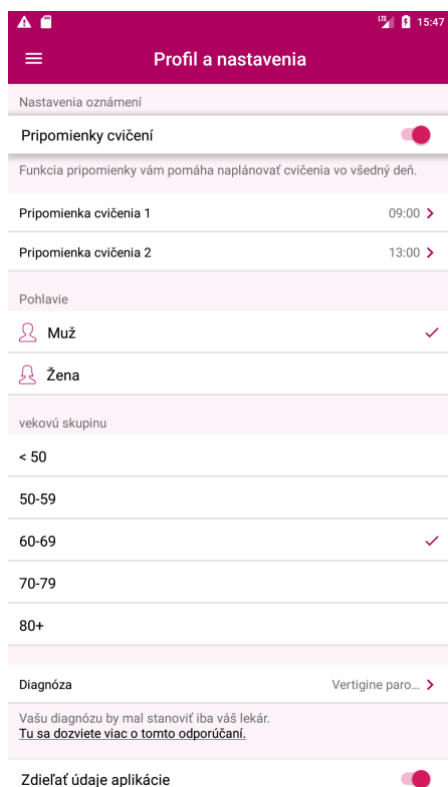 LTE 15:47
Profil a nastavenia
Nastavenia oznámení
Pripomienky cvičení
Funkcia pripomienky vám pomáha naplánovať cvičenia vo všedný deň.
Pripomienka cvičenia 1 09:00
Pripomienka cvičenia 2 13:00
Pohlavie
Muž
Žena
vekovú skupinu
< 50
50-59
60-69
70-79
80+
Diagnóza Vertigine paro...
Vašu diagnózu by mal stanoviť iba váš lekár.
Tu sa dozviete viac o tomto odporúčaní.
Zdieľať údaje aplikácie